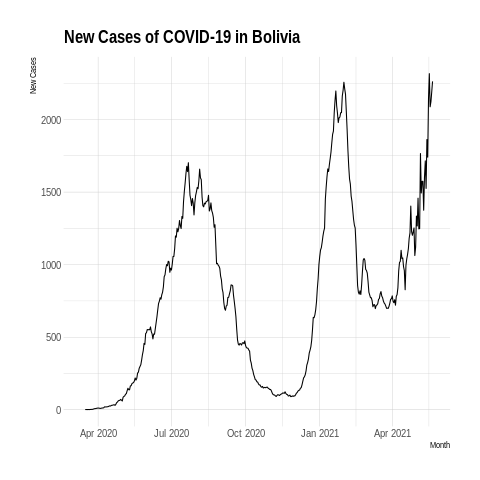 New Cases of COVID-19 in Bolivia
New Cases
2000
1500
1000
500
0
Apr 2020 Jul 2020 Oct 2020 Jan 2021 Apr 2021
Month